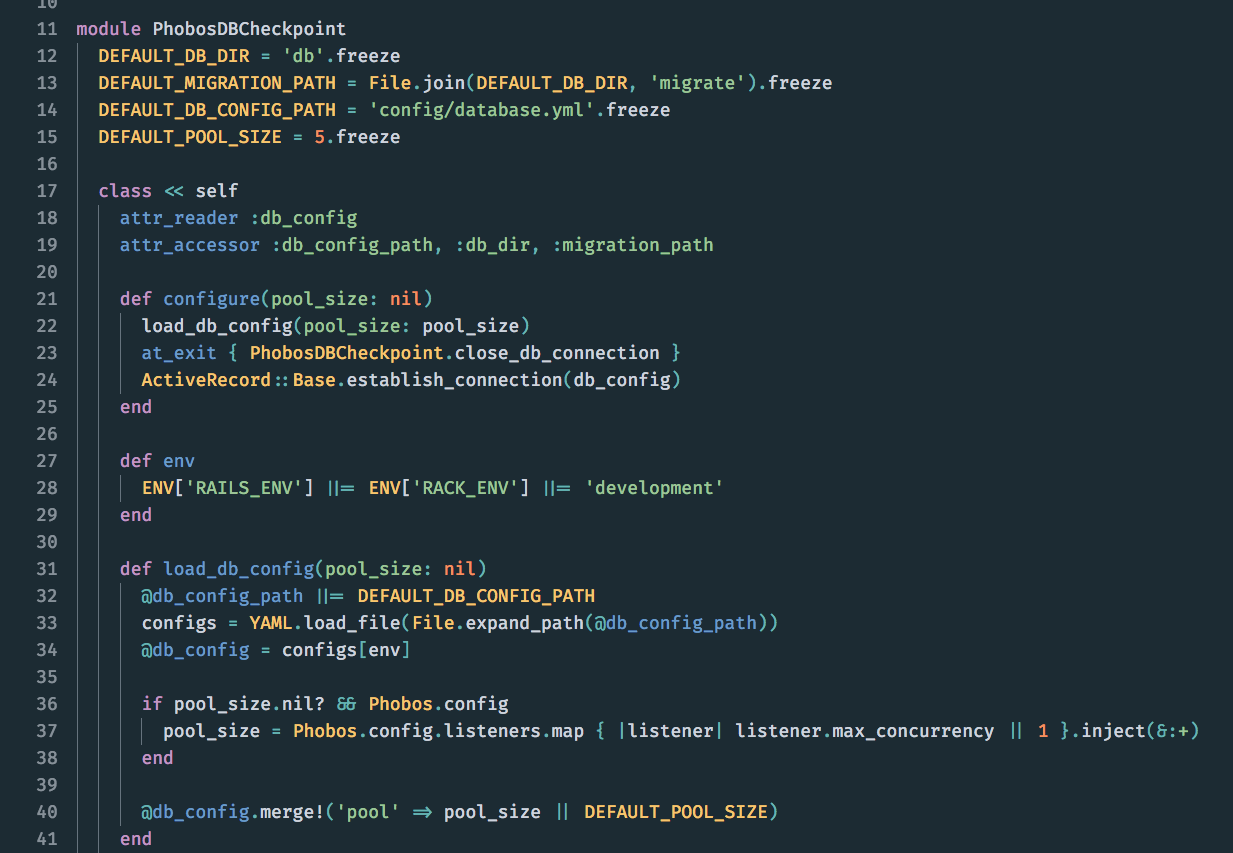 10
11 module PhobosDBCheckpoint
12   DEFAULT_DB_DIR = 'db'.freeze
13   DEFAULT_MIGRATION_PATH = File.join(DEFAULT_DB_DIR, 'migrate').freeze
14   DEFAULT_DB_CONFIG_PATH = 'config/database.yml'.freeze
15   DEFAULT_POOL_SIZE = 5.freeze
16
17   class << self
18     attr_reader :db_config
19     attr_accessor :db_config_path, :db_dir, :migration_path
20
21     def configure(pool_size: nil)
22       load_db_config(pool_size: pool_size)
23       at_exit { PhobosDBCheckpoint.close_db_connection }
24       ActiveRecord::Base.establish_connection(db_config)
25     end
26
27     def env
28       ENV['RAILS_ENV'] ||= ENV['RACK_ENV'] ||= 'development'
29     end
30
31     def load_db_config(pool_size: nil)
32       @db_config_path ||= DEFAULT_DB_CONFIG_PATH
33       configs = YAML.load_file(File.expand_path(@db_config_path))
34       @db_config = configs[env]
35
36       if pool_size.nil? && Phobos.config
37         pool_size = Phobos.config.listeners.map { |listener| listener.max_concurrency || 1 }.inject(&:+)
38       end
39
40       @db_config.merge!('pool' => pool_size || DEFAULT_POOL_SIZE)
41     end